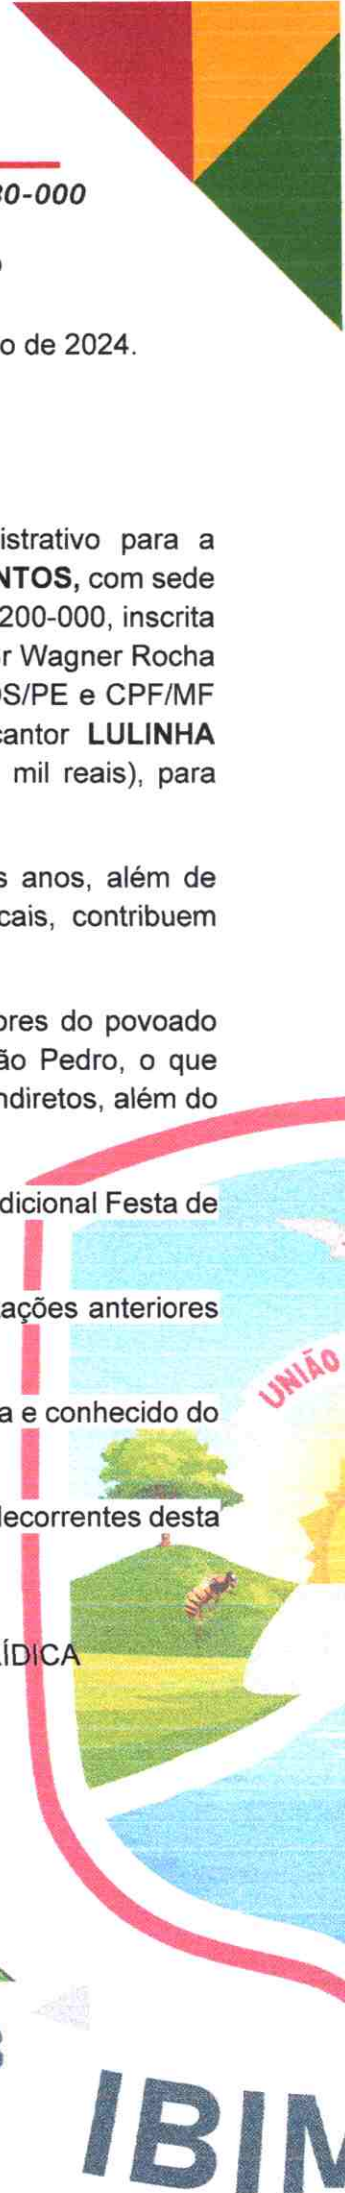 30-000
o de 2024.
istrativo para a
NTOS, com sede
200-000, inscrita
r Wagner Rocha
DS/PE e CPF/MF
cantor LULINHA
mil reais), para
s anos, além de
cais, contribuem
ores do povoado
ão Pedro, o que
ndiretos, além do
dicional Festa de
ações anteriores
a e conhecido do
decorrentes desta
ÍDICA
UNIÃO
IBIM